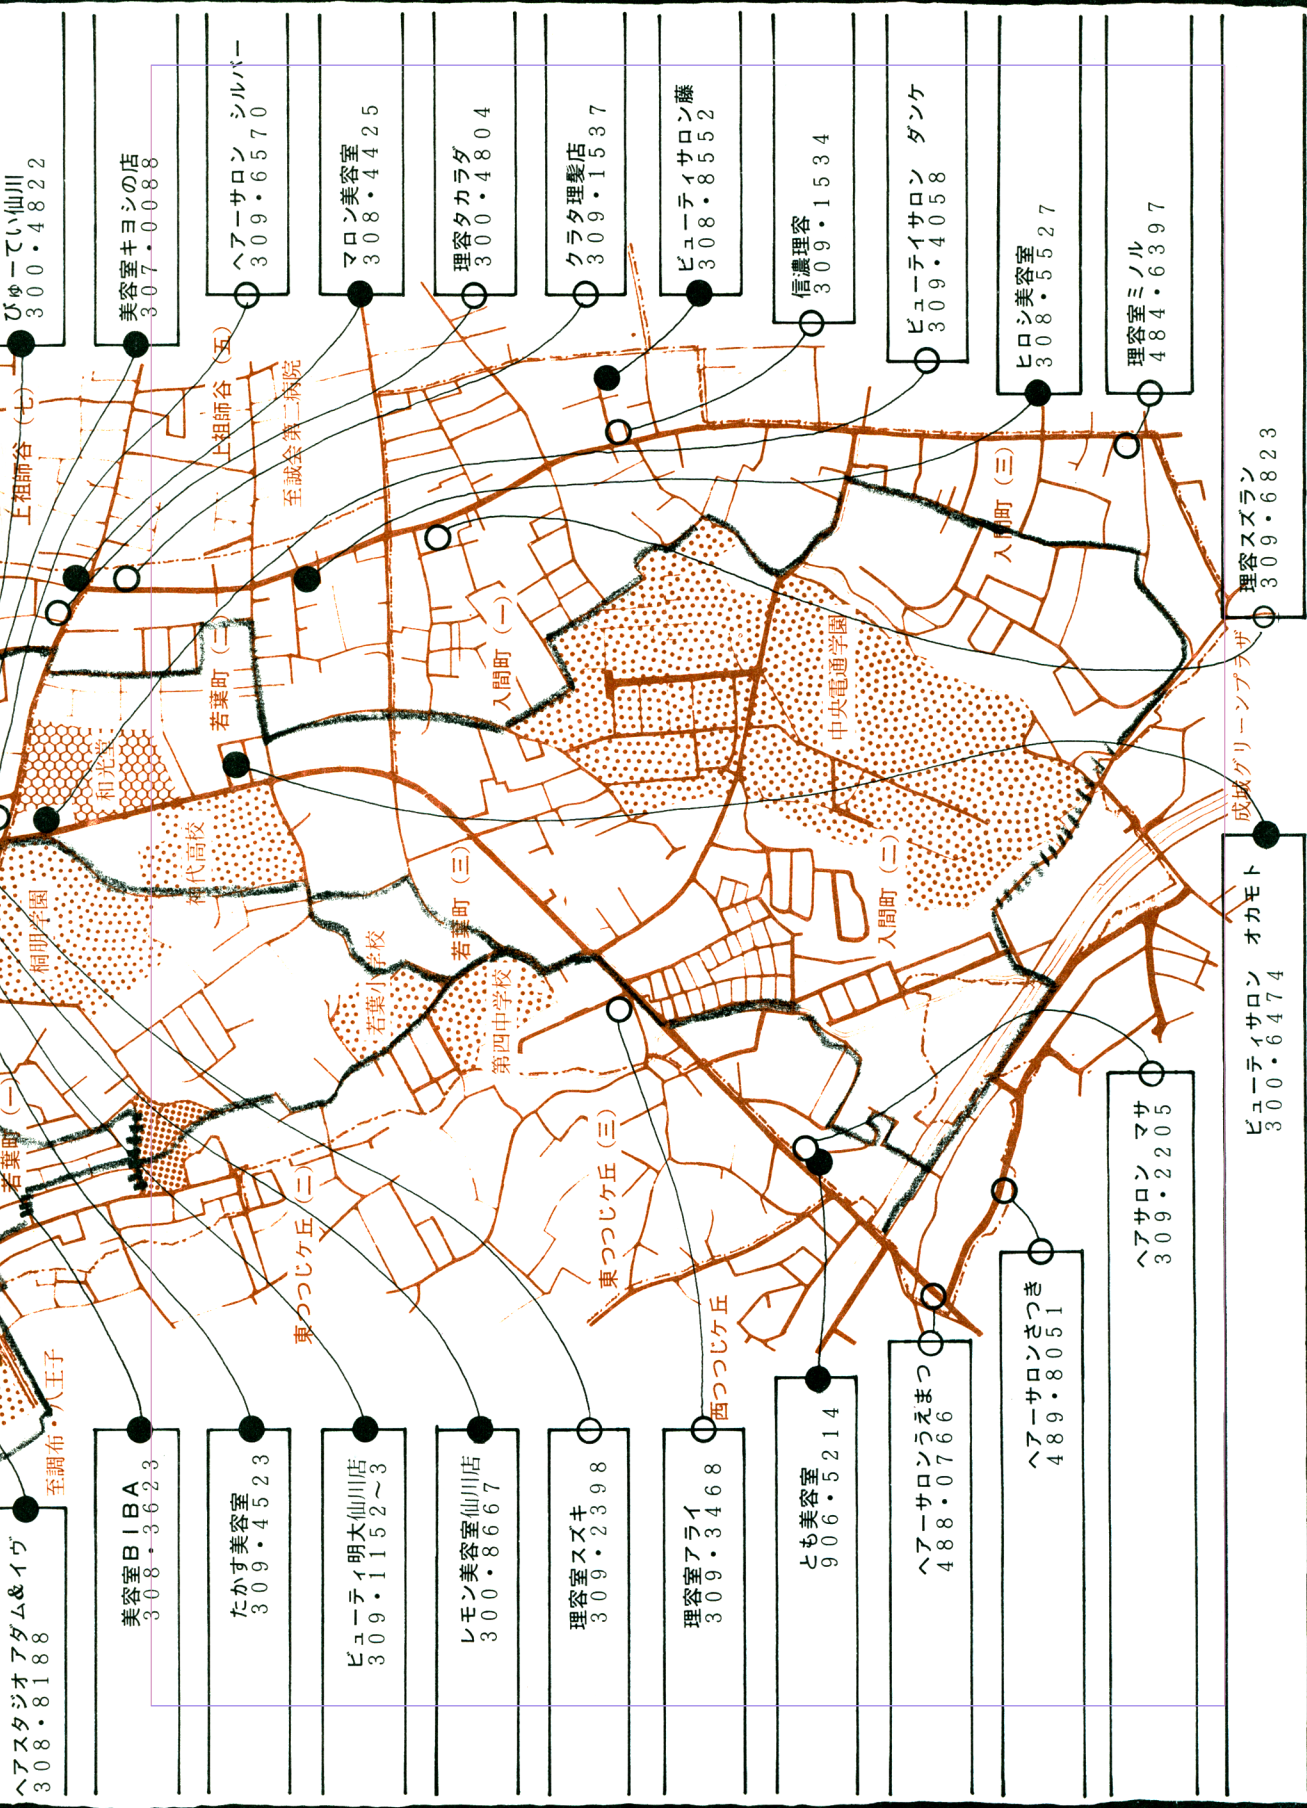 びゅーてい仙川
300・4822
美容室キヨシの店
307・0088
ヘアーサロン シルバー
309・6570
マロン美容室
308・4425
理容タカラダ
300・4804
クラタ理髪店
309・1537
ビューティサロン藤
308・8552
信濃理容
309・1534
ビューテイサロン ダンケ
309・4058
ヒロシ美容室
308・5527
理容室ミノル
484・6397
理容スズラン
309・6823
上祖師谷(七)
上祖師谷(五)
至誠会第二病院
入間町(三)
入間町(一)
若葉町(二)
中央電通学園
成城グリーンプラザ
和光堂
神代高校
桐朋学園
若葉町(三)
入間町(二)
若葉小学校
第四中学校
若葉町(一)
東つつじケ丘(二)
東つつじケ丘(三)
西つつじケ丘
至調布・八王子
ヘアスタジオ アダム&イヴ
308・8188
美容室BIBA
308・3623
たかす美容室
309・4523
ビューティ明大仙川店
309・1152~3
レモン美容室仙川店
300・8667
理容室スズキ
309・2398
理容室アライ
309・3468
とも美容室
906・5214
ヘアーサロンうえまつ
488・0766
ヘアーサロンさつき
489・8051
ヘアサロン マサ
309・2205
ビューティサロン オカモト
300・6474